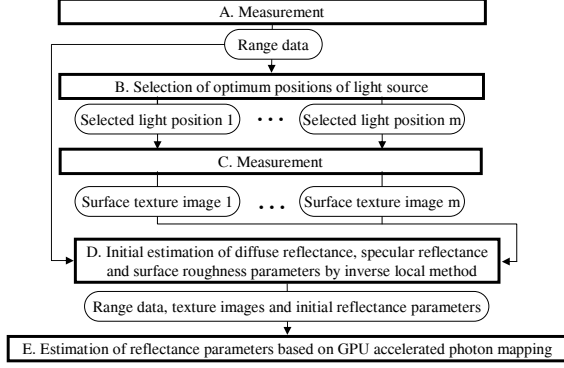 A. Measurement
Range data
B. Selection of optimum positions of light source
Selected light position 1 • • • Selected light position m
C. Measurement
Surface texture image 1 • • • Surface texture image m
D. Initial estimation of diffuse reflectance, specular reflectance
and surface roughness parameters by inverse local method
Range data, texture images and initial reflectance parameters
E. Estimation of reflectance parameters based on GPU accelerated photon mapping